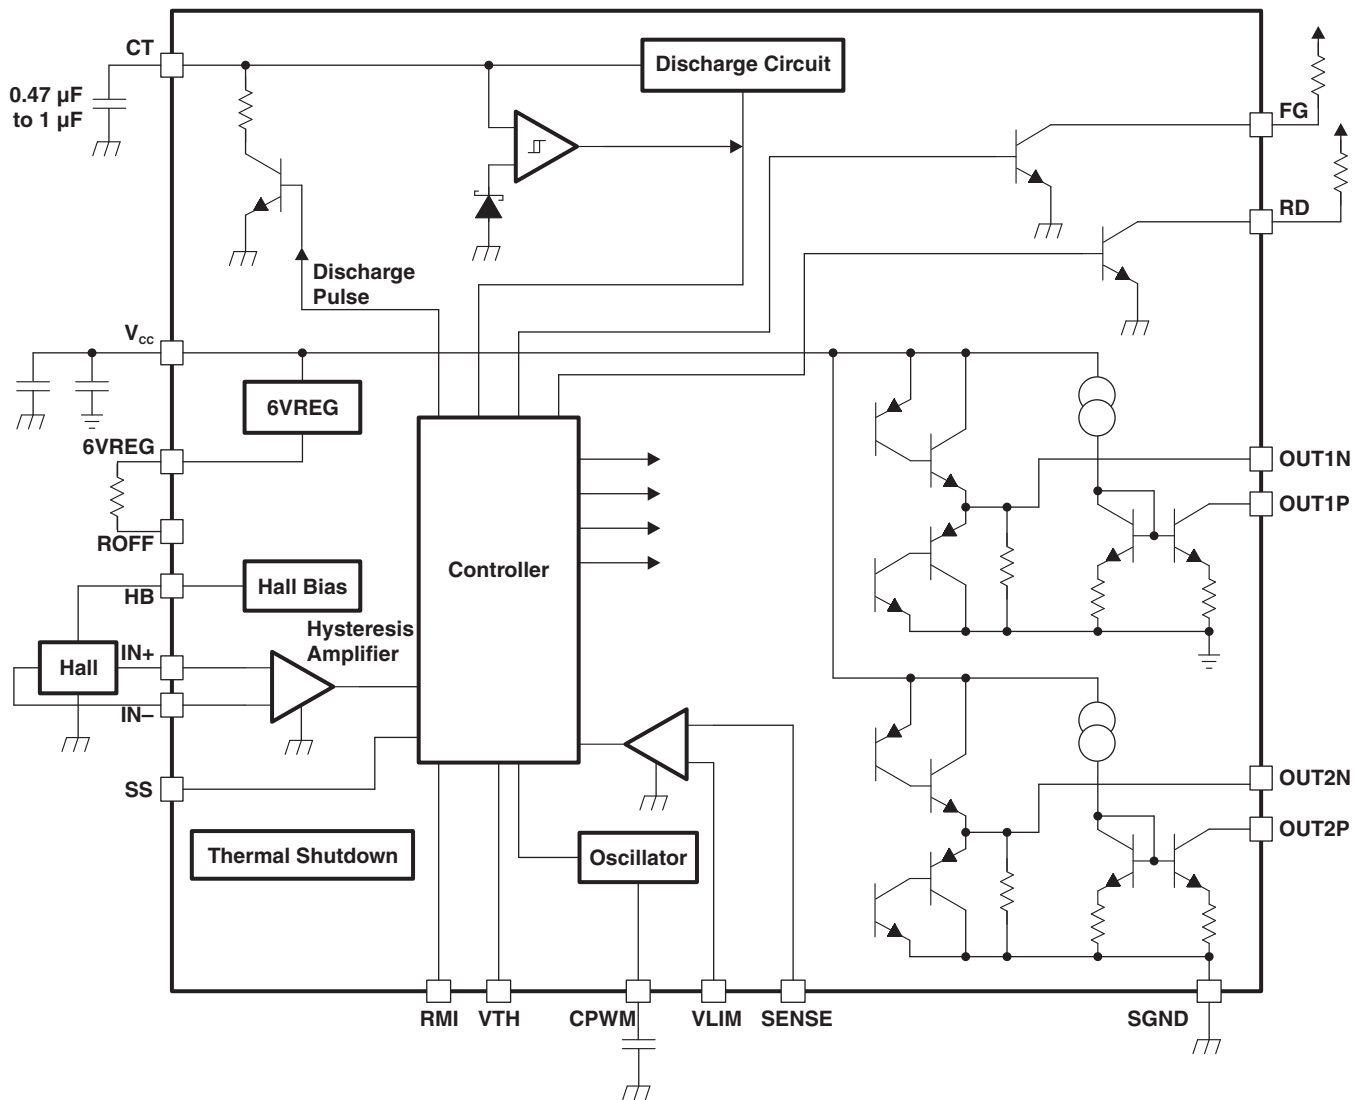 CT
Discharge Circuit
0.47 µF
to 1 µF
FG
RD
Discharge
Pulse
VCC
6VREG
6VREG
OUT1N
OUT1P
ROFF
Controller
HB
Hall Bias
Hysteresis
Amplifier
IN+
Hall
IN–
SS
OUT2N
OUT2P
Thermal Shutdown
Oscillator
RMI
VTH
CPWM
VLIM
SENSE
SGND